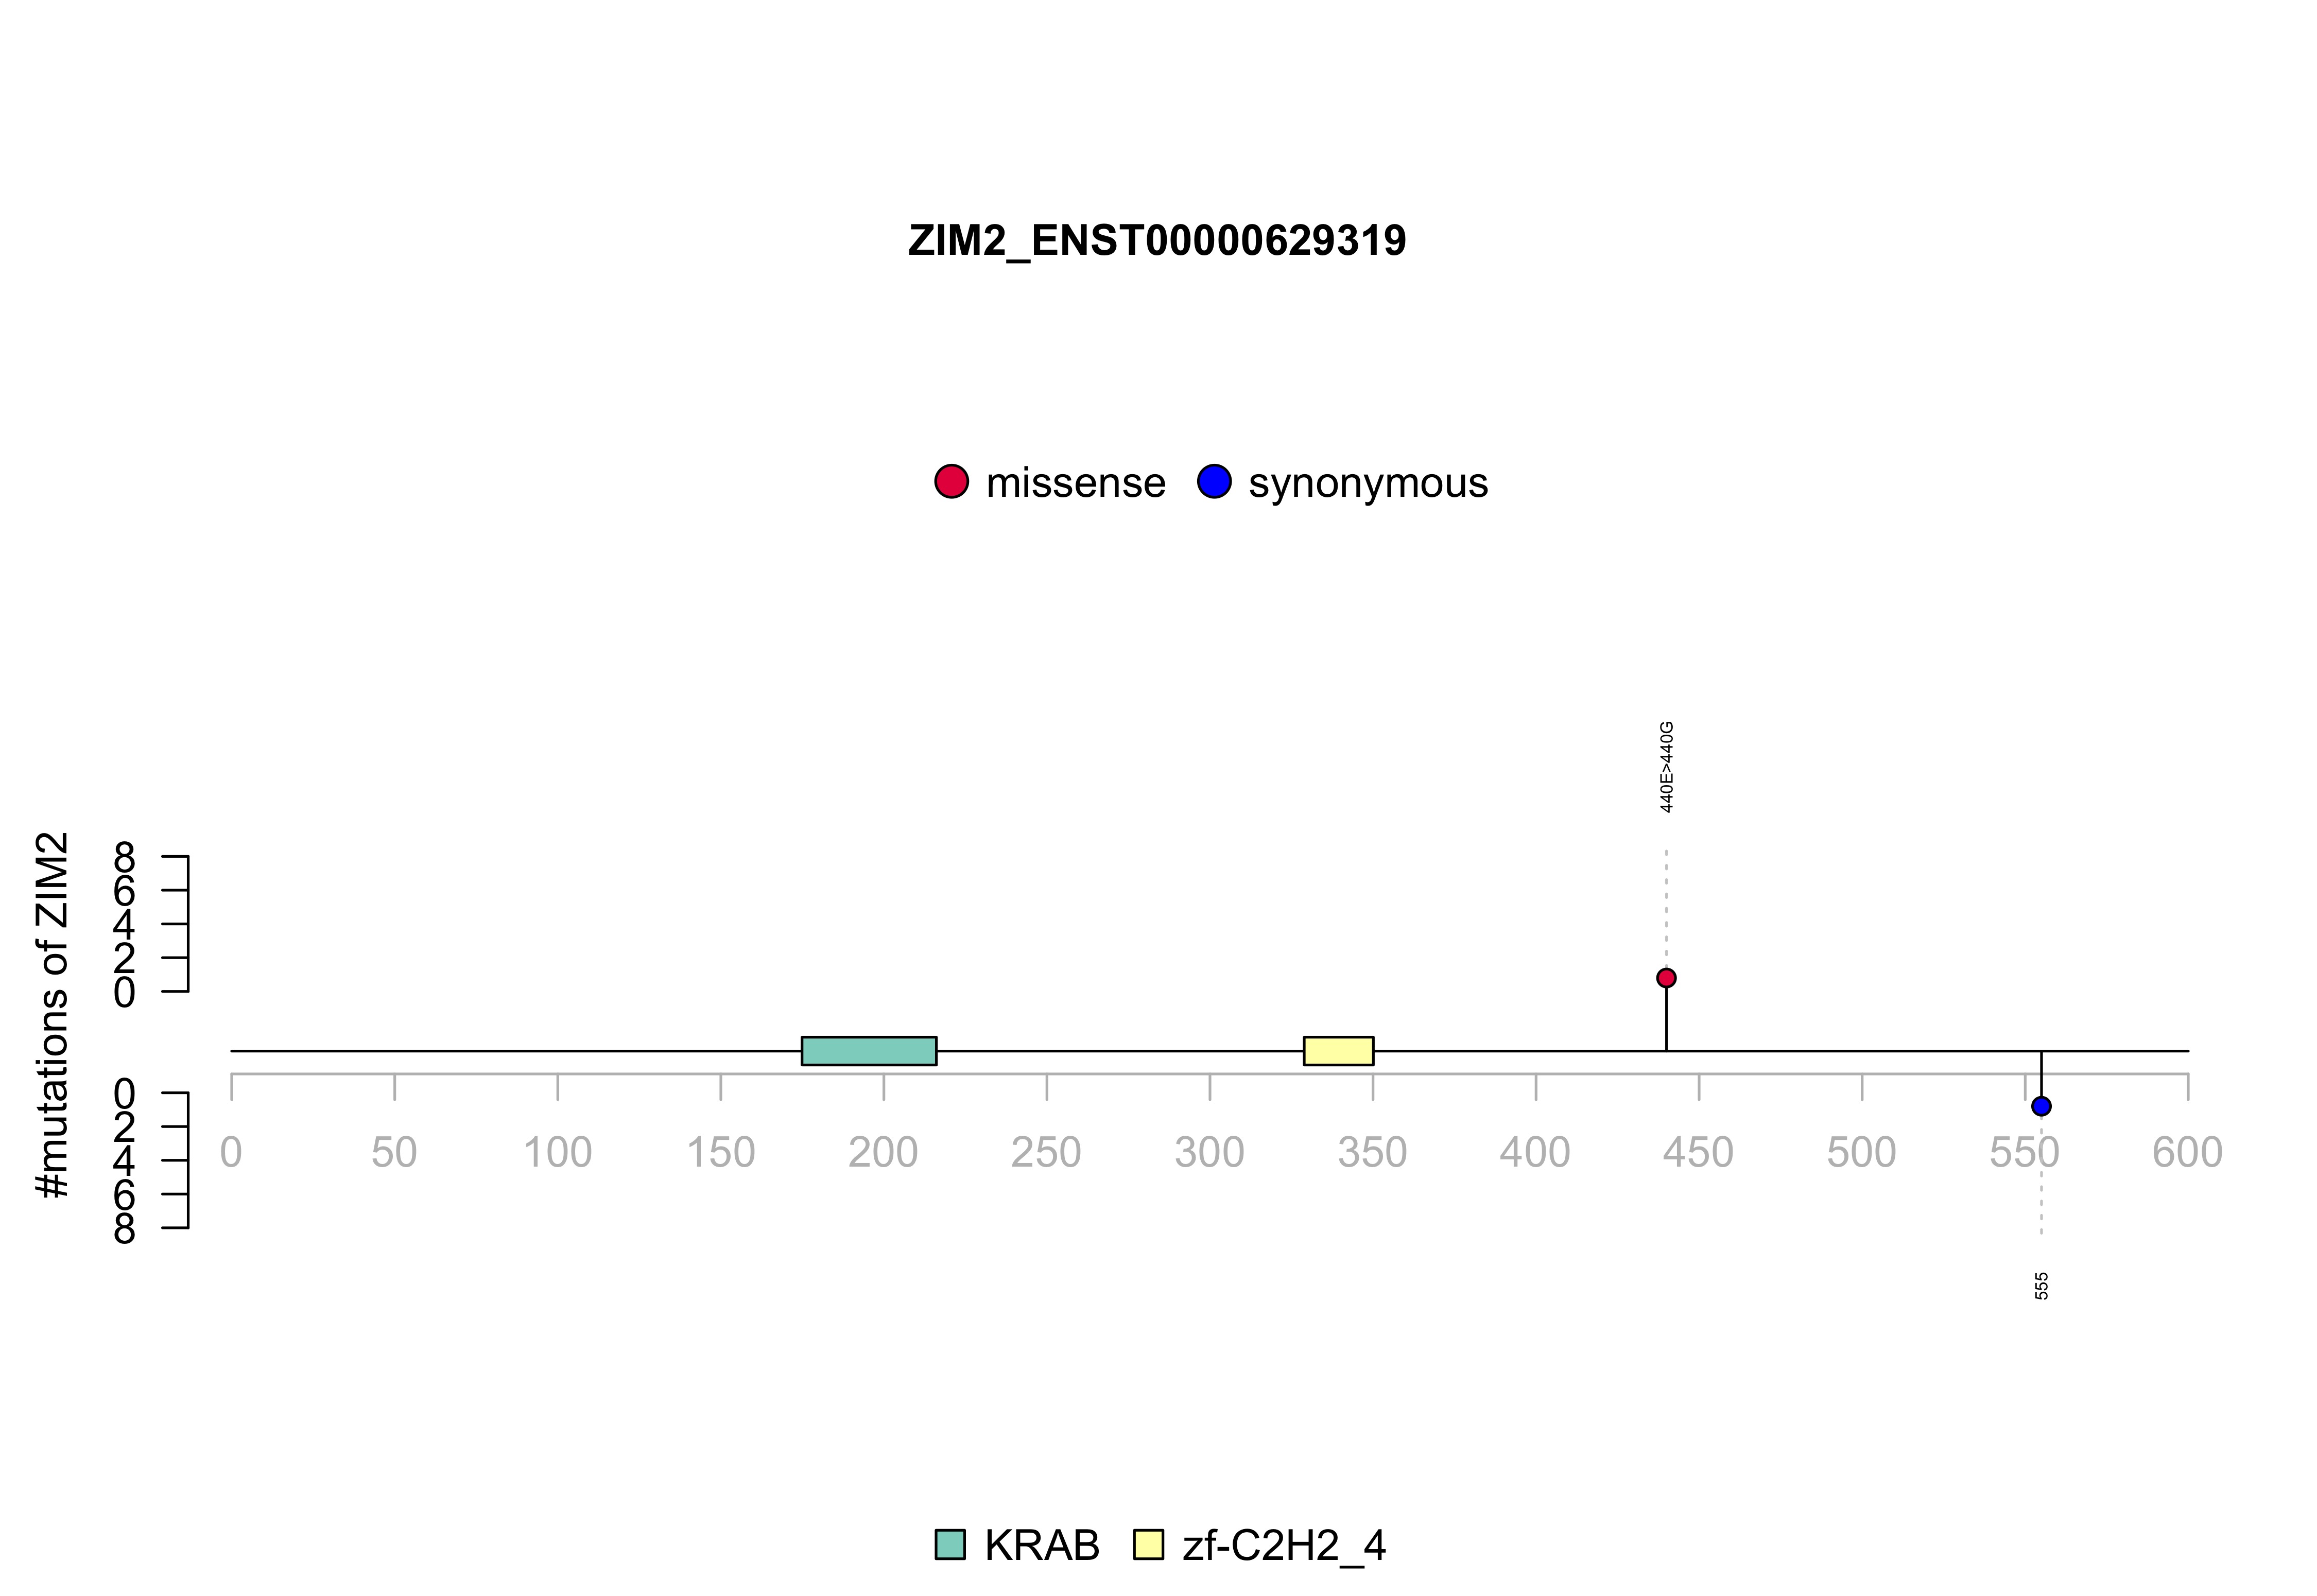 ZIM2_ENST00000629319
missense synonymous
440E>440G
#mutations of ZIM2
8
6
4
2
0
0
2
4
6
8
0 50 100 150 200 250 300 350 400 450 500 550 600
555
KRAB zf-C2H2_4